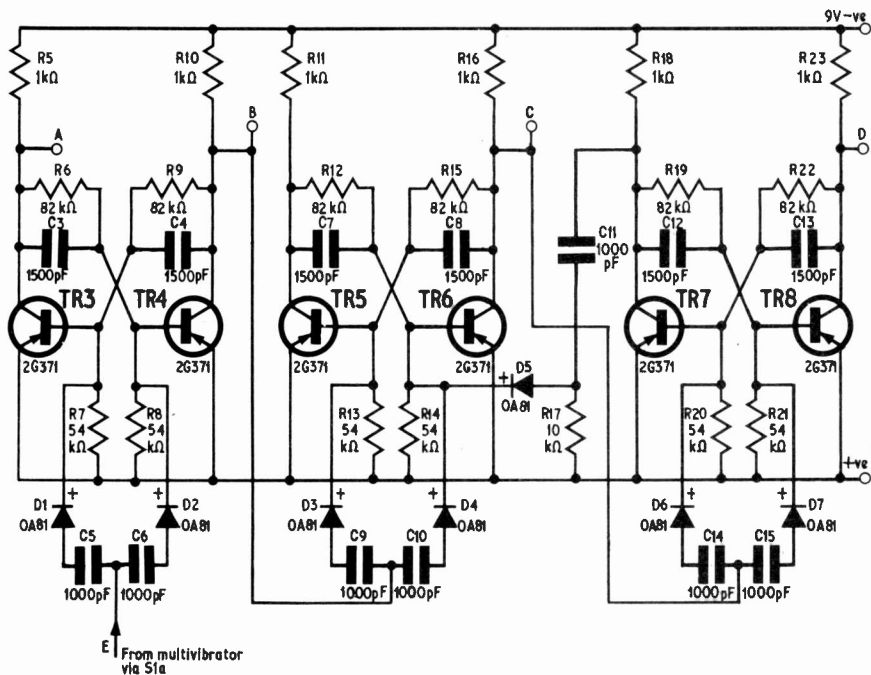 9V-ve
R5
1kΩ
R10
1kΩ
R11
1kΩ
R16
1kΩ
R18
1kΩ
R23
1kΩ
A
B
C
D
R6
82kΩ
C3
1500pF
R9
82kΩ
C4
1500pF
R12
82kΩ
C7
1500pF
R15
82kΩ
C8
1500pF
C11
1000
pF
R19
82kΩ
C12
1500pF
R22
82kΩ
C13
1500pF
TR3
2G371
TR4
2G371
TR5
2G371
TR6
2G371
TR7
2G371
TR8
2G371
R7
54
kΩ
R8
54
kΩ
R13
54
kΩ
R14
54
kΩ
+
D5
OA81
R17
10
kΩ
R20
54
kΩ
R21
54
kΩ
+ve
D1
OA81
+
+
D2
OA81
D3
OA81
+
+
D4
OA81
D6
OA81
+
+
D7
OA81
C5
1000pF
C6
1000pF
C9
1000pF
C10
1000pF
C14
1000pF
C15
1000pF
E
From multivibrator
via S1a